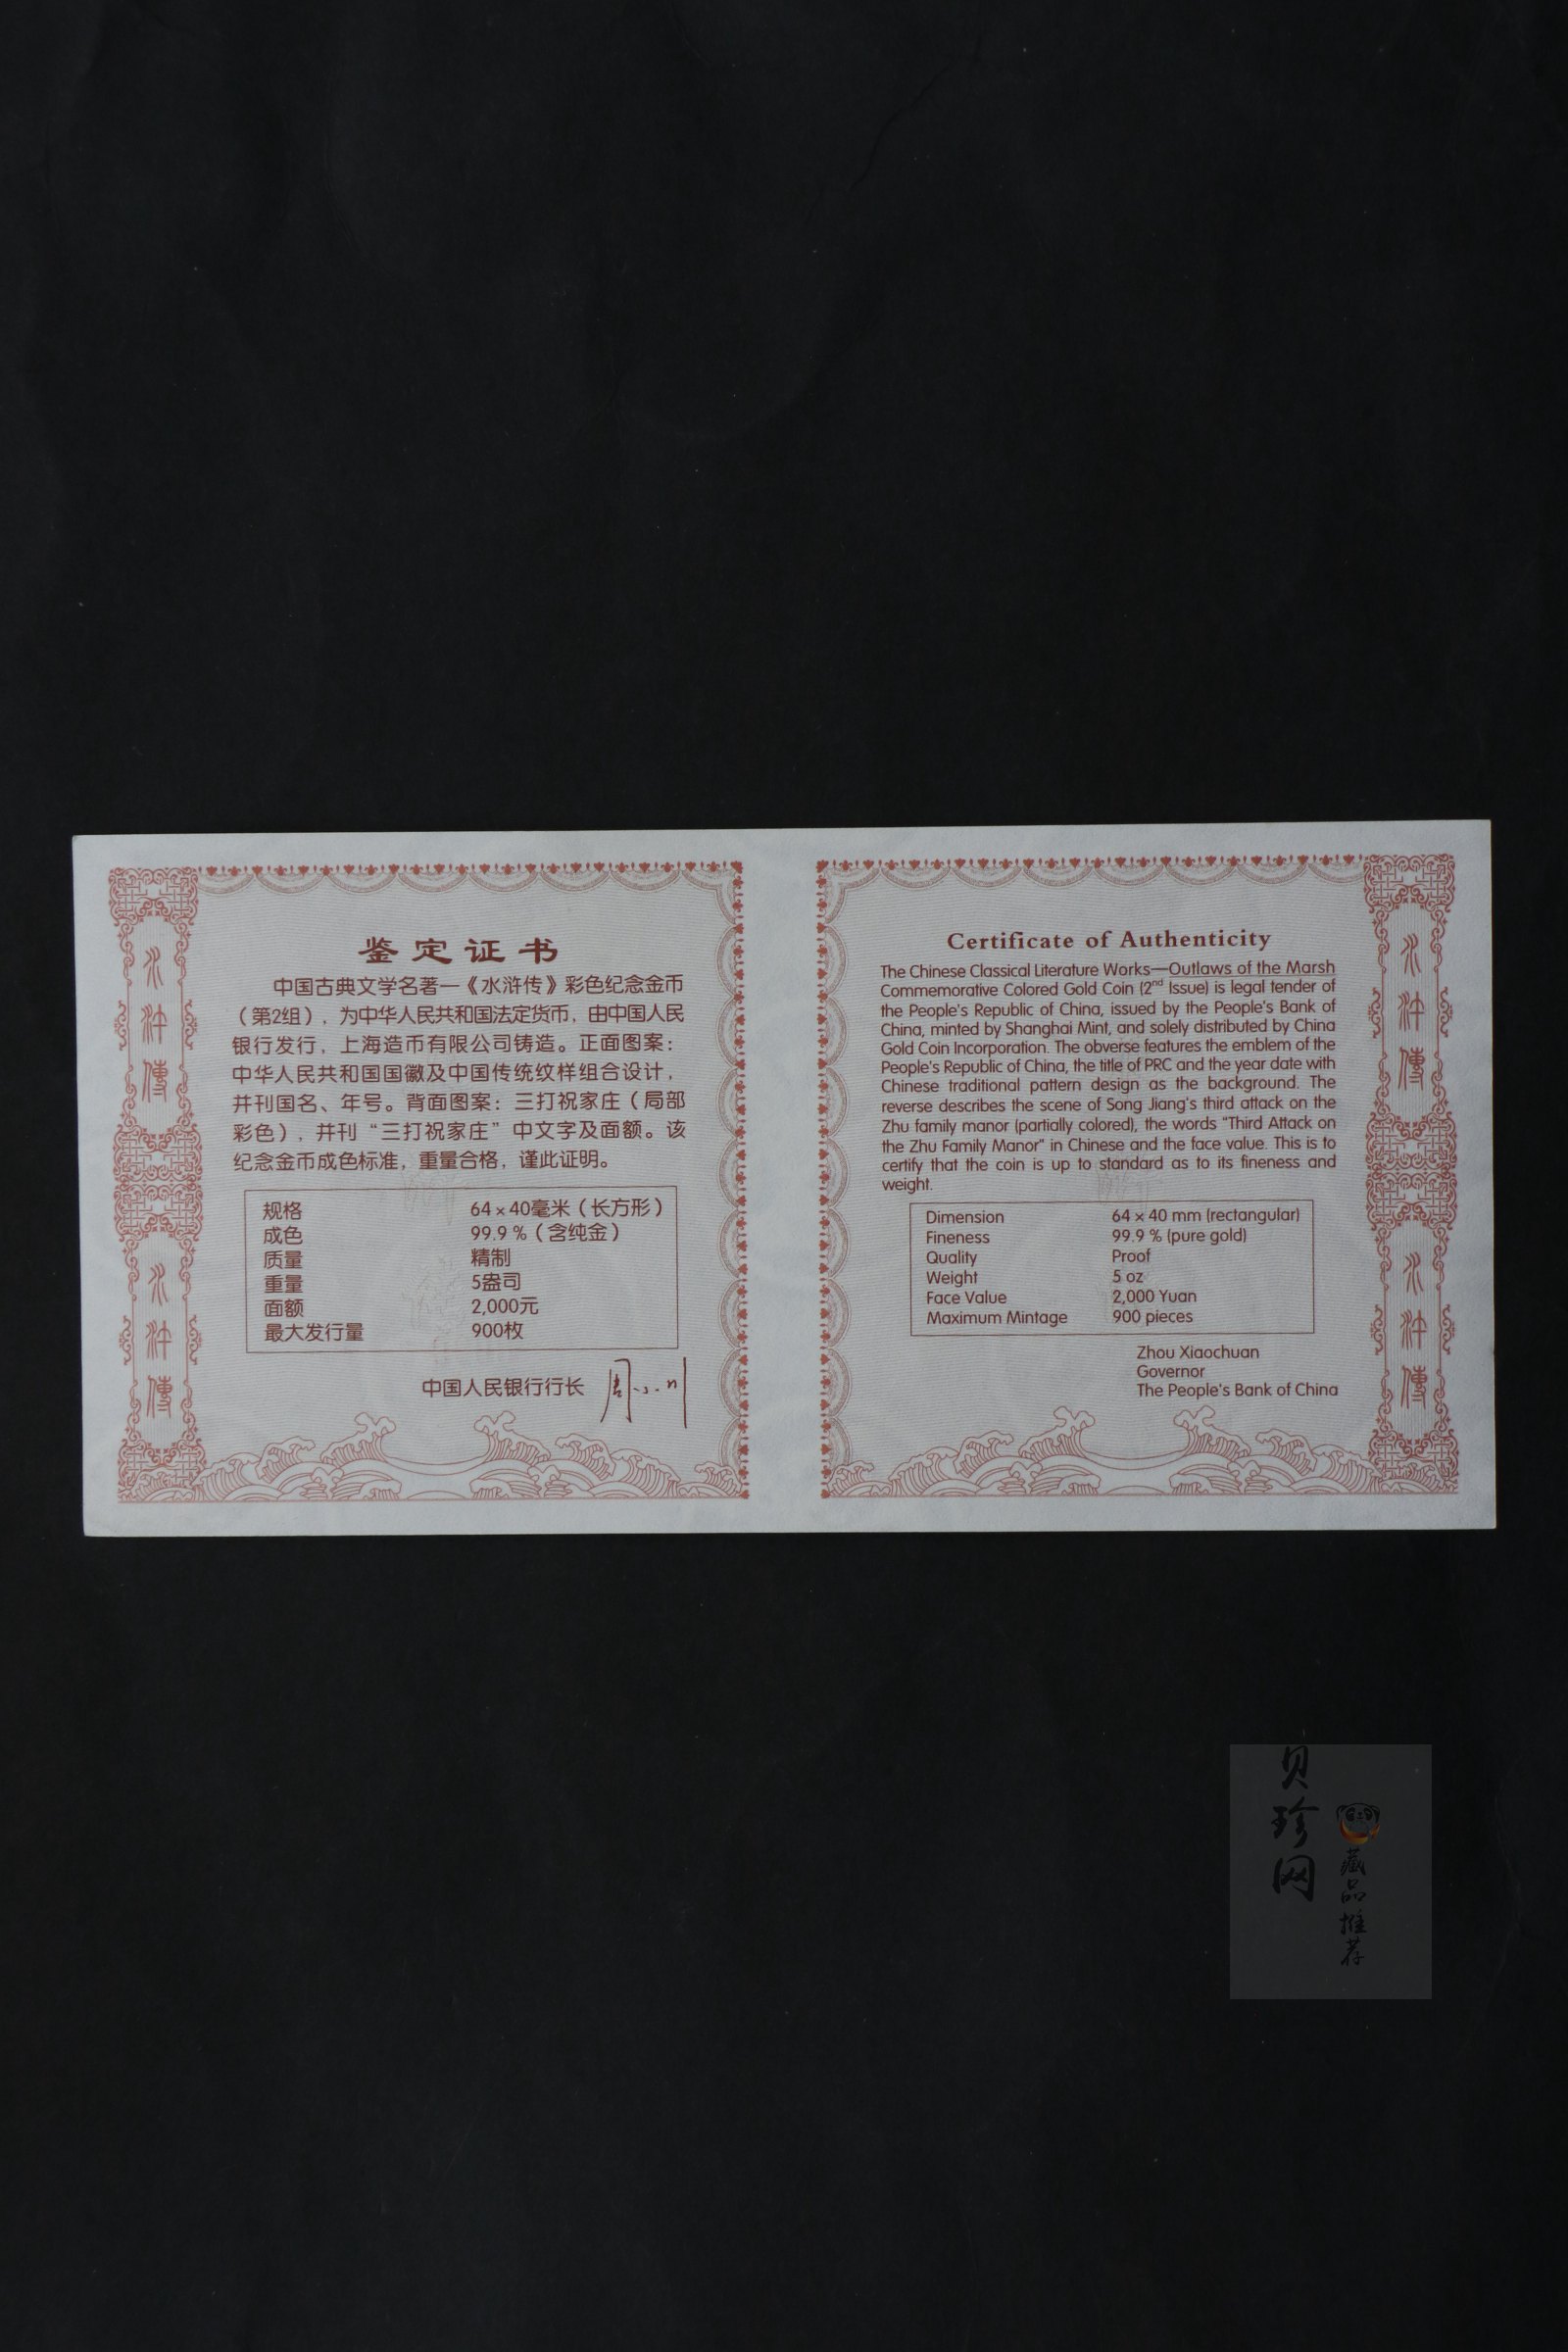 鉴定证书
中国古典文学名著—《水浒传》彩色纪念金币
（第2组），为中华人民共和国法定货币，由中国人民
银行发行，上海造币有限公司铸造。正面图案：
中华人民共和国国徽及中国传统纹样组合设计，
并刊国名、年号。背面图案：三打祝家庄（局部
彩色），并刊“三打祝家庄”中文字及面额。该
纪念金币成色标准，重量合格，谨此证明。
规格 64×40毫米（长方形）
成色 99.9%（含纯金）
质量 精制
重量 5盎司
面额 2,000元
最大发行量 900枚
中国人民银行行长 周小川
水浒傳
水浒傳
Certificate of Authenticity
The Chinese Classical Literature Works—Outlaws of the Marsh
Commemorative Colored Gold Coin (2nd Issue) is legal tender of
the People's Republic of China, issued by the People's Bank of
China, minted by Shanghai Mint, and solely distributed by China
Gold Coin Incorporation. The obverse features the emblem of the
People's Republic of China, the title of PRC and the year date with
Chinese traditional pattern design as the background. The
reverse describes the scene of Song Jiang's third attack on the
Zhu family manor (partially colored), the words "Third Attack on
the Zhu Family Manor" in Chinese and the face value. This is to
certify that the coin is up to standard as to its fineness and
weight.
Dimension 64 × 40 mm (rectangular)
Fineness 99.9 % (pure gold)
Quality Proof
Weight 5 oz
Face Value 2,000 Yuan
Maximum Mintage 900 pieces
Zhou Xiaochuan
Governor
The People's Bank of China
水浒傳
水浒傳
贝珍网
藏品推荐